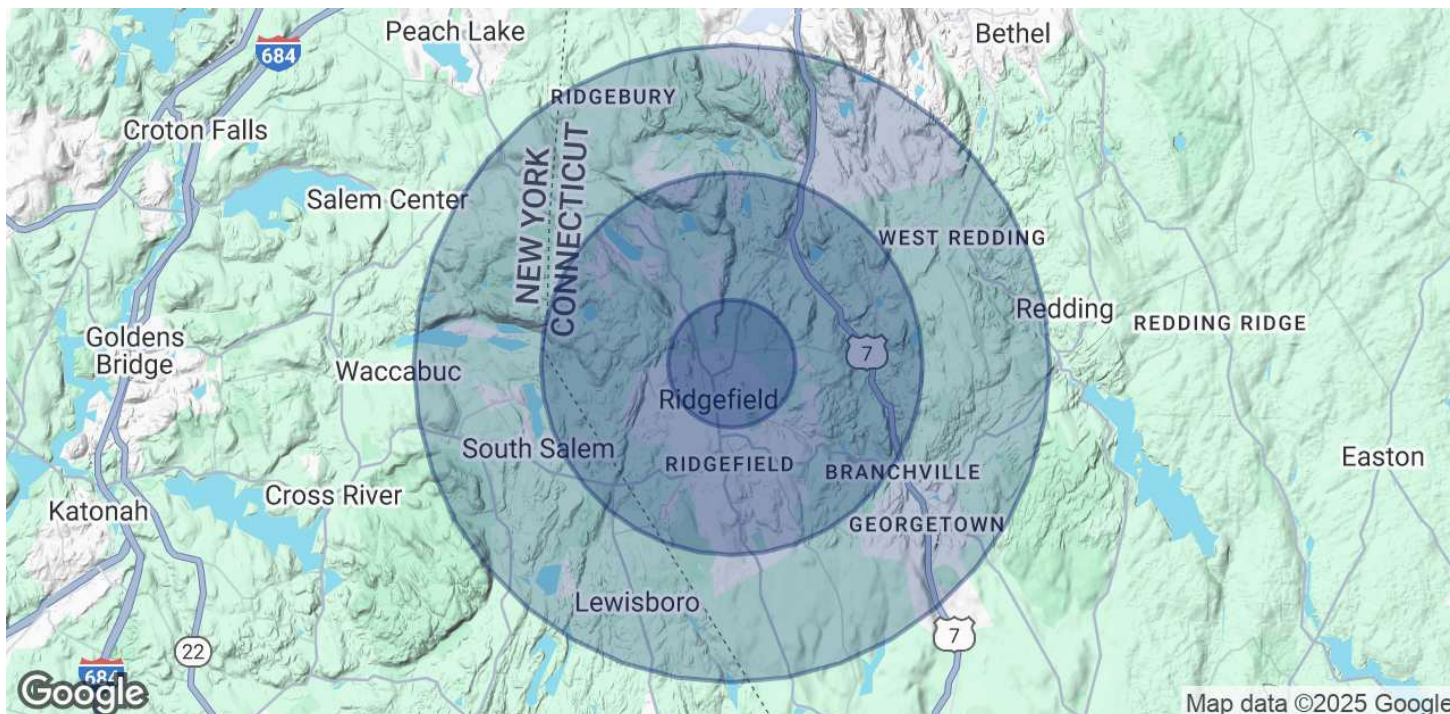 Peach Lake
Bethel
684
RIDGEBURY
Croton Falls
NEW YORK
CONNECTICUT
Salem Center
WEST REDDING
Redding
REDDING RIDGE
Goldens
Bridge
7
Waccabuc
Ridgefield
South Salem
RIDGEFIELD
BRANCHVILLE
Easton
Cross River
Katonah
GEORGETOWN
Lewisboro
7
22
684
Google
Map data ©2025 Google